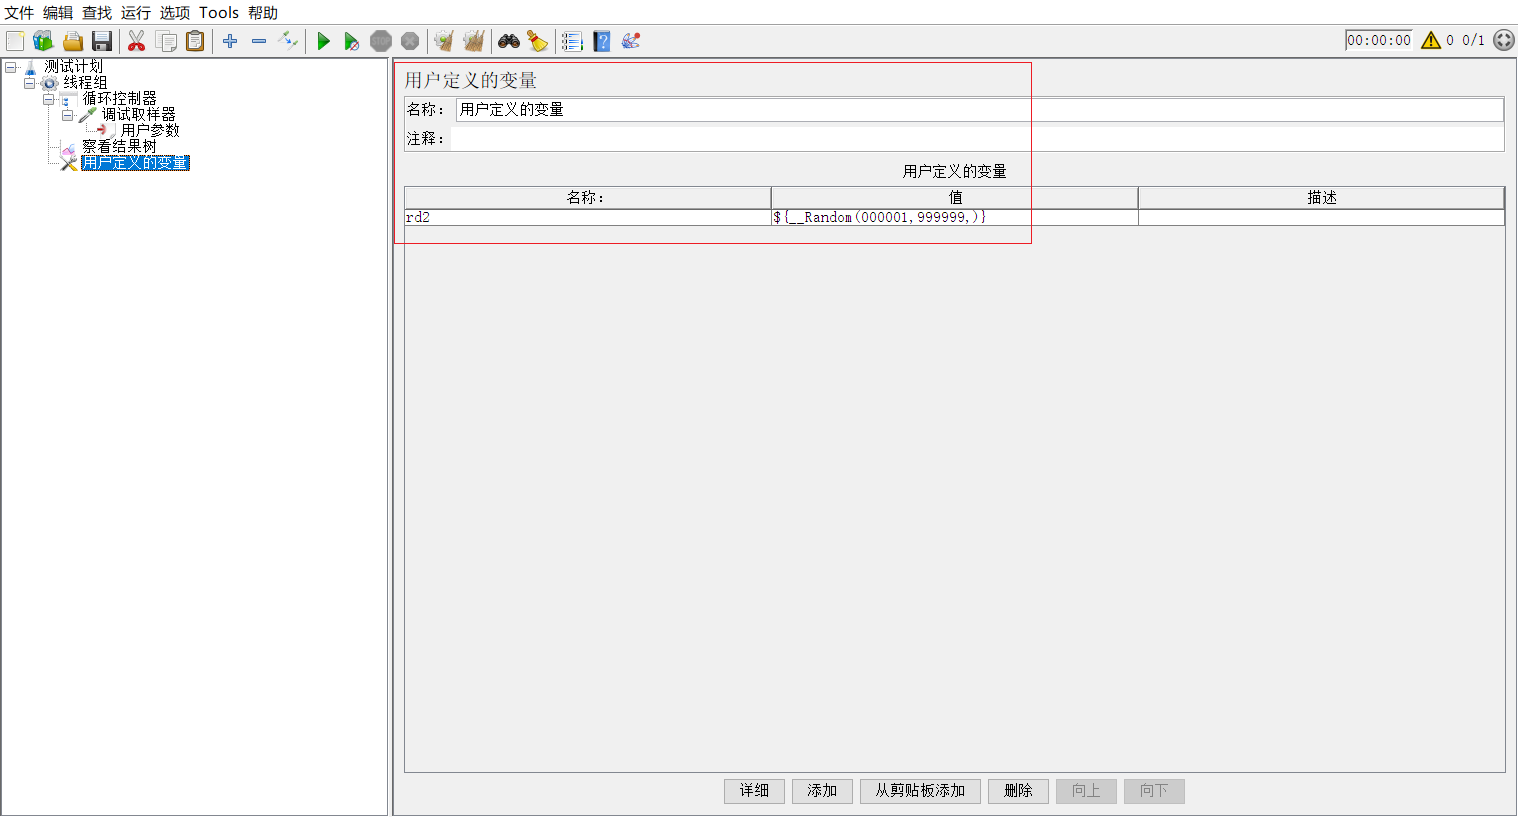 文件 编辑 查找 运行 选项 Tools 帮助
STOP
00:00:00 0 0/1
测试计划
线程组
循环控制器
调试取样器
用户参数
察看结果树
用户定义的变量
用户定义的变量
名称： 用户定义的变量
注释：
用户定义的变量
名称： 值 描述
rd2 ${__Random(000001,999999,)}
详细 添加 从剪贴板添加 删除 向上 向下